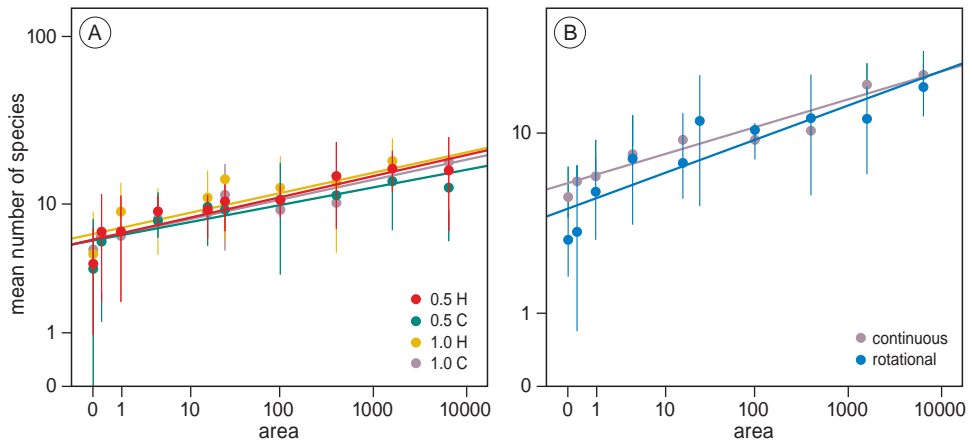 A
mean number of species
100
10
1
0
0 1 10 100 1000 10000
area
0.5 H
0.5 C
1.0 H
1.0 C
B
10
1
0
0 1 10 100 1000 10000
area
continuous
rotational